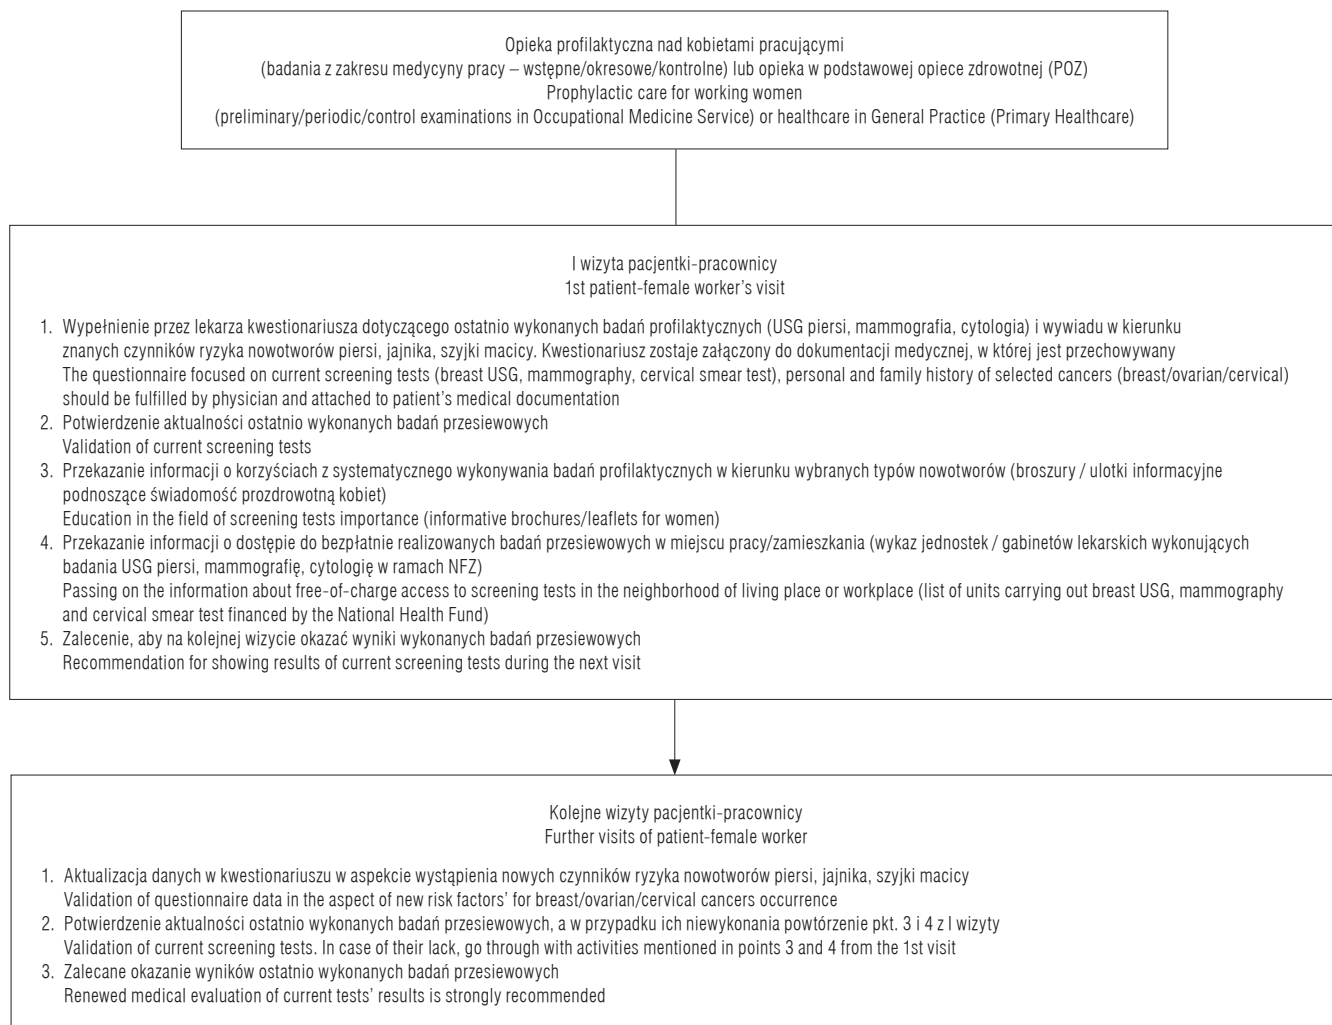 Opieka profilaktyczna nad kobietami pracującymi
(badania z zakresu medycyny pracy – wstępne/okresowe/kontrolne) lub opieka w podstawowej opiece zdrowotnej (POZ)
Prophylactic care for working women
(preliminary/periodic/control examinations in Occupational Medicine Service) or healthcare in General Practice (Primary Healthcare)
I wizyta pacjentki-pracownicy
1st patient-female worker's visit
1. Wypełnienie przez lekarza kwestionariusza dotyczącego ostatnio wykonanych badań profilaktycznych (USG piersi, mammografia, cytologia) i wywiadu w kierunku
znanych czynników ryzyka nowotworów piersi, jajnika, szyjki macicy. Kwestionariusz zostaje załączony do dokumentacji medycznej, w której jest przechowywany
The questionnaire focused on current screening tests (breast USG, mammography, cervical smear test), personal and family history of selected cancers (breast/ovarian/cervical)
should be fulfilled by physician and attached to patient's medical documentation
2. Potwierdzenie aktualności ostatnio wykonanych badań przesiewowych
Validation of current screening tests
3. Przekazanie informacji o korzyściach z systematycznego wykonywania badań profilaktycznych w kierunku wybranych typów nowotworów (broszury / ulotki informacyjne
podnoszące świadomość prozdrowotną kobiet)
Education in the field of screening tests importance (informative brochures/leaflets for women)
4. Przekazanie informacji o dostępie do bezpłatnie realizowanych badań przesiewowych w miejscu pracy/zamieszkania (wykaz jednostek / gabinetów lekarskich wykonujących
badania USG piersi, mammografię, cytologię w ramach NFZ)
Passing on the information about free-of-charge access to screening tests in the neighborhood of living place or workplace (list of units carrying out breast USG, mammography
and cervical smear test financed by the National Health Fund)
5. Zalecenie, aby na kolejnej wizycie okazać wyniki wykonanych badań przesiewowych
Recommendation for showing results of current screening tests during the next visit
Kolejne wizyty pacjentki-pracownicy
Further visits of patient-female worker
1. Aktualizacja danych w kwestionariuszu w aspekcie wystąpienia nowych czynników ryzyka nowotworów piersi, jajnika, szyjki macicy
Validation of questionnaire data in the aspect of new risk factors' for breast/ovarian/cervical cancers occurrence
2. Potwierdzenie aktualności ostatnio wykonanych badań przesiewowych, a w przypadku ich niewykonania powtórzenie pkt. 3 i 4 z I wizyty
Validation of current screening tests. In case of their lack, go through with activities mentioned in points 3 and 4 from the 1st visit
3. Zalecane okazanie wyników ostatnio wykonanych badań przesiewowych
Renewed medical evaluation of current tests' results is strongly recommended